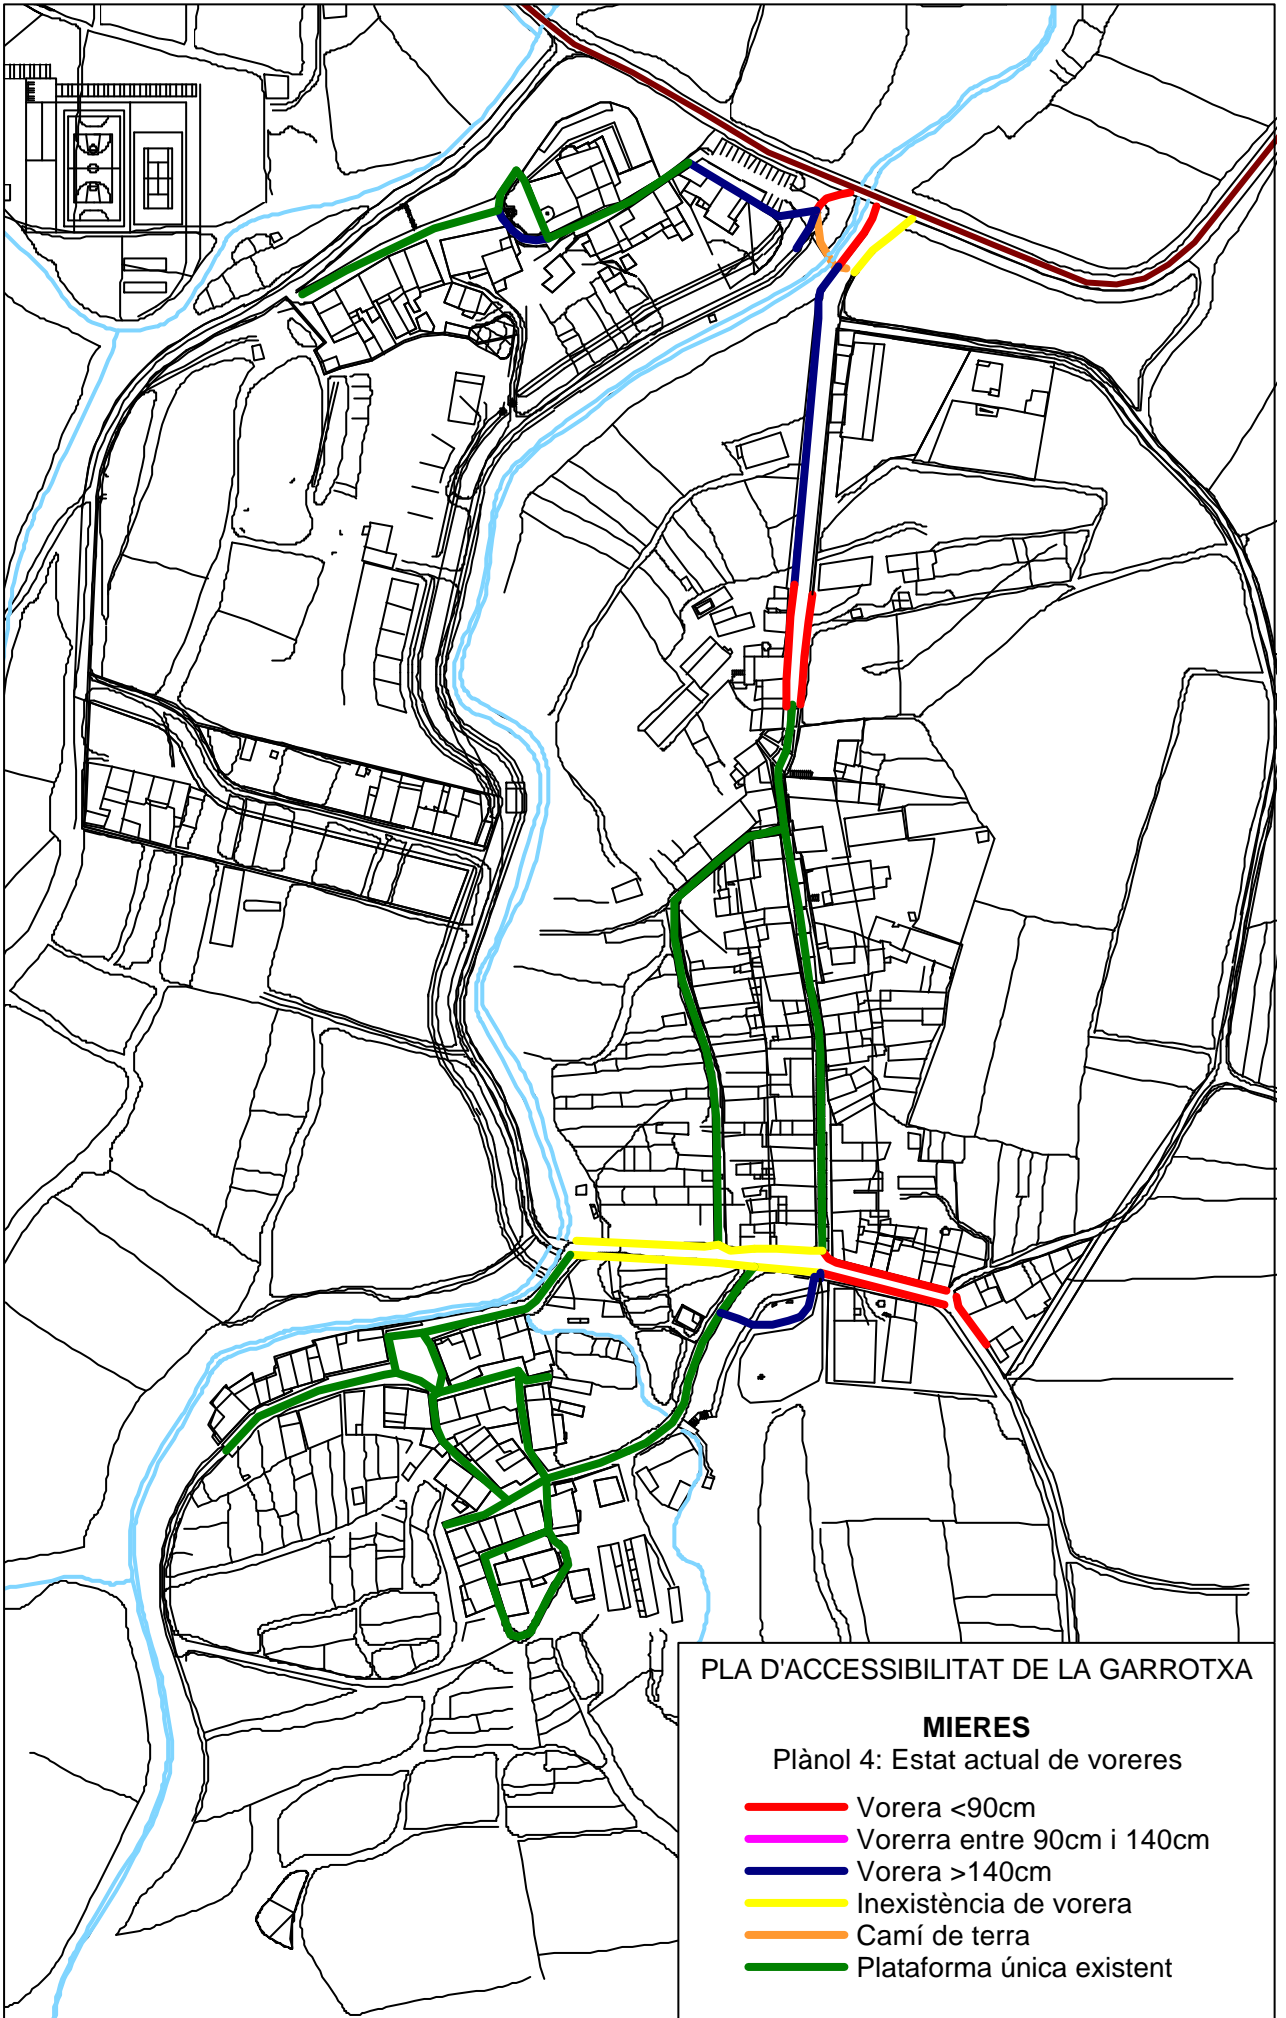 PLA D'ACCESSIBILITAT DE LA GARROTXA
MIERES
Plànol 4: Estat actual de voreres
Vorera <90cm
Vorerra entre 90cm i 140cm
Vorera >140cm
Inexistència de vorera
Camí de terra
Plataforma única existent